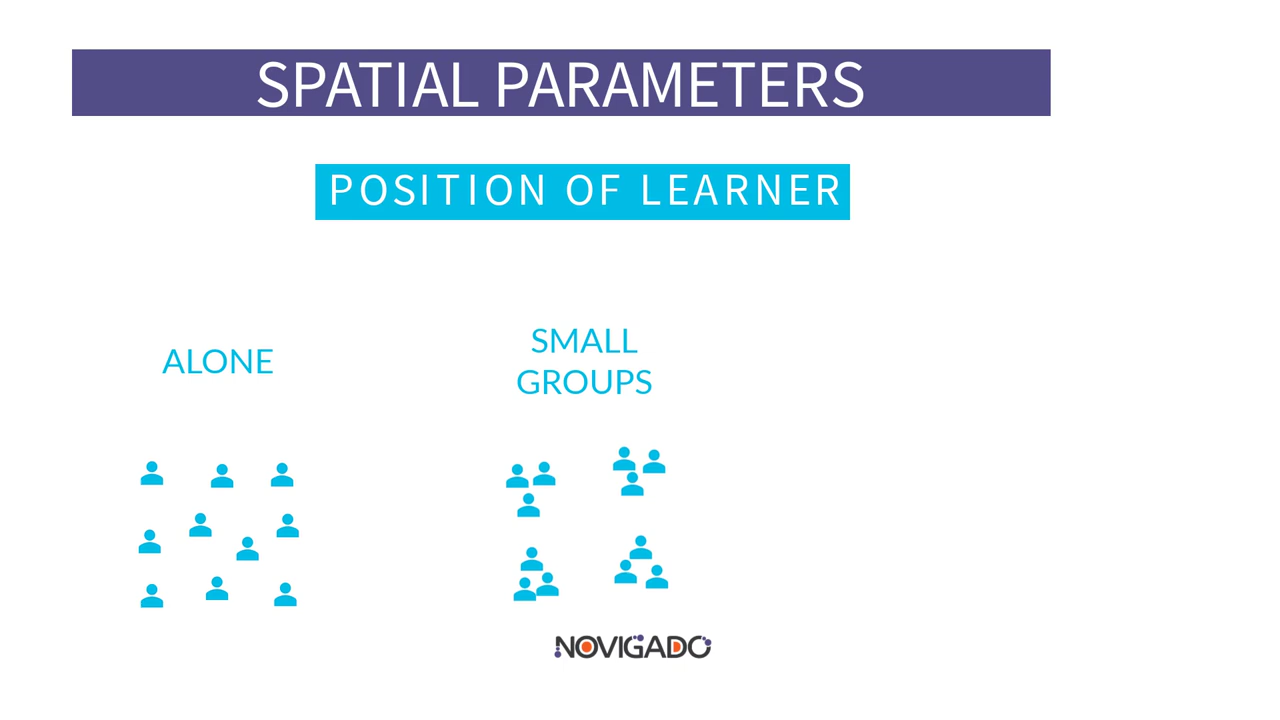 SPATIAL PARAMETERS
POSITION OF LEARNER
ALONE
SMALL
GROUPS
NOVIGADO